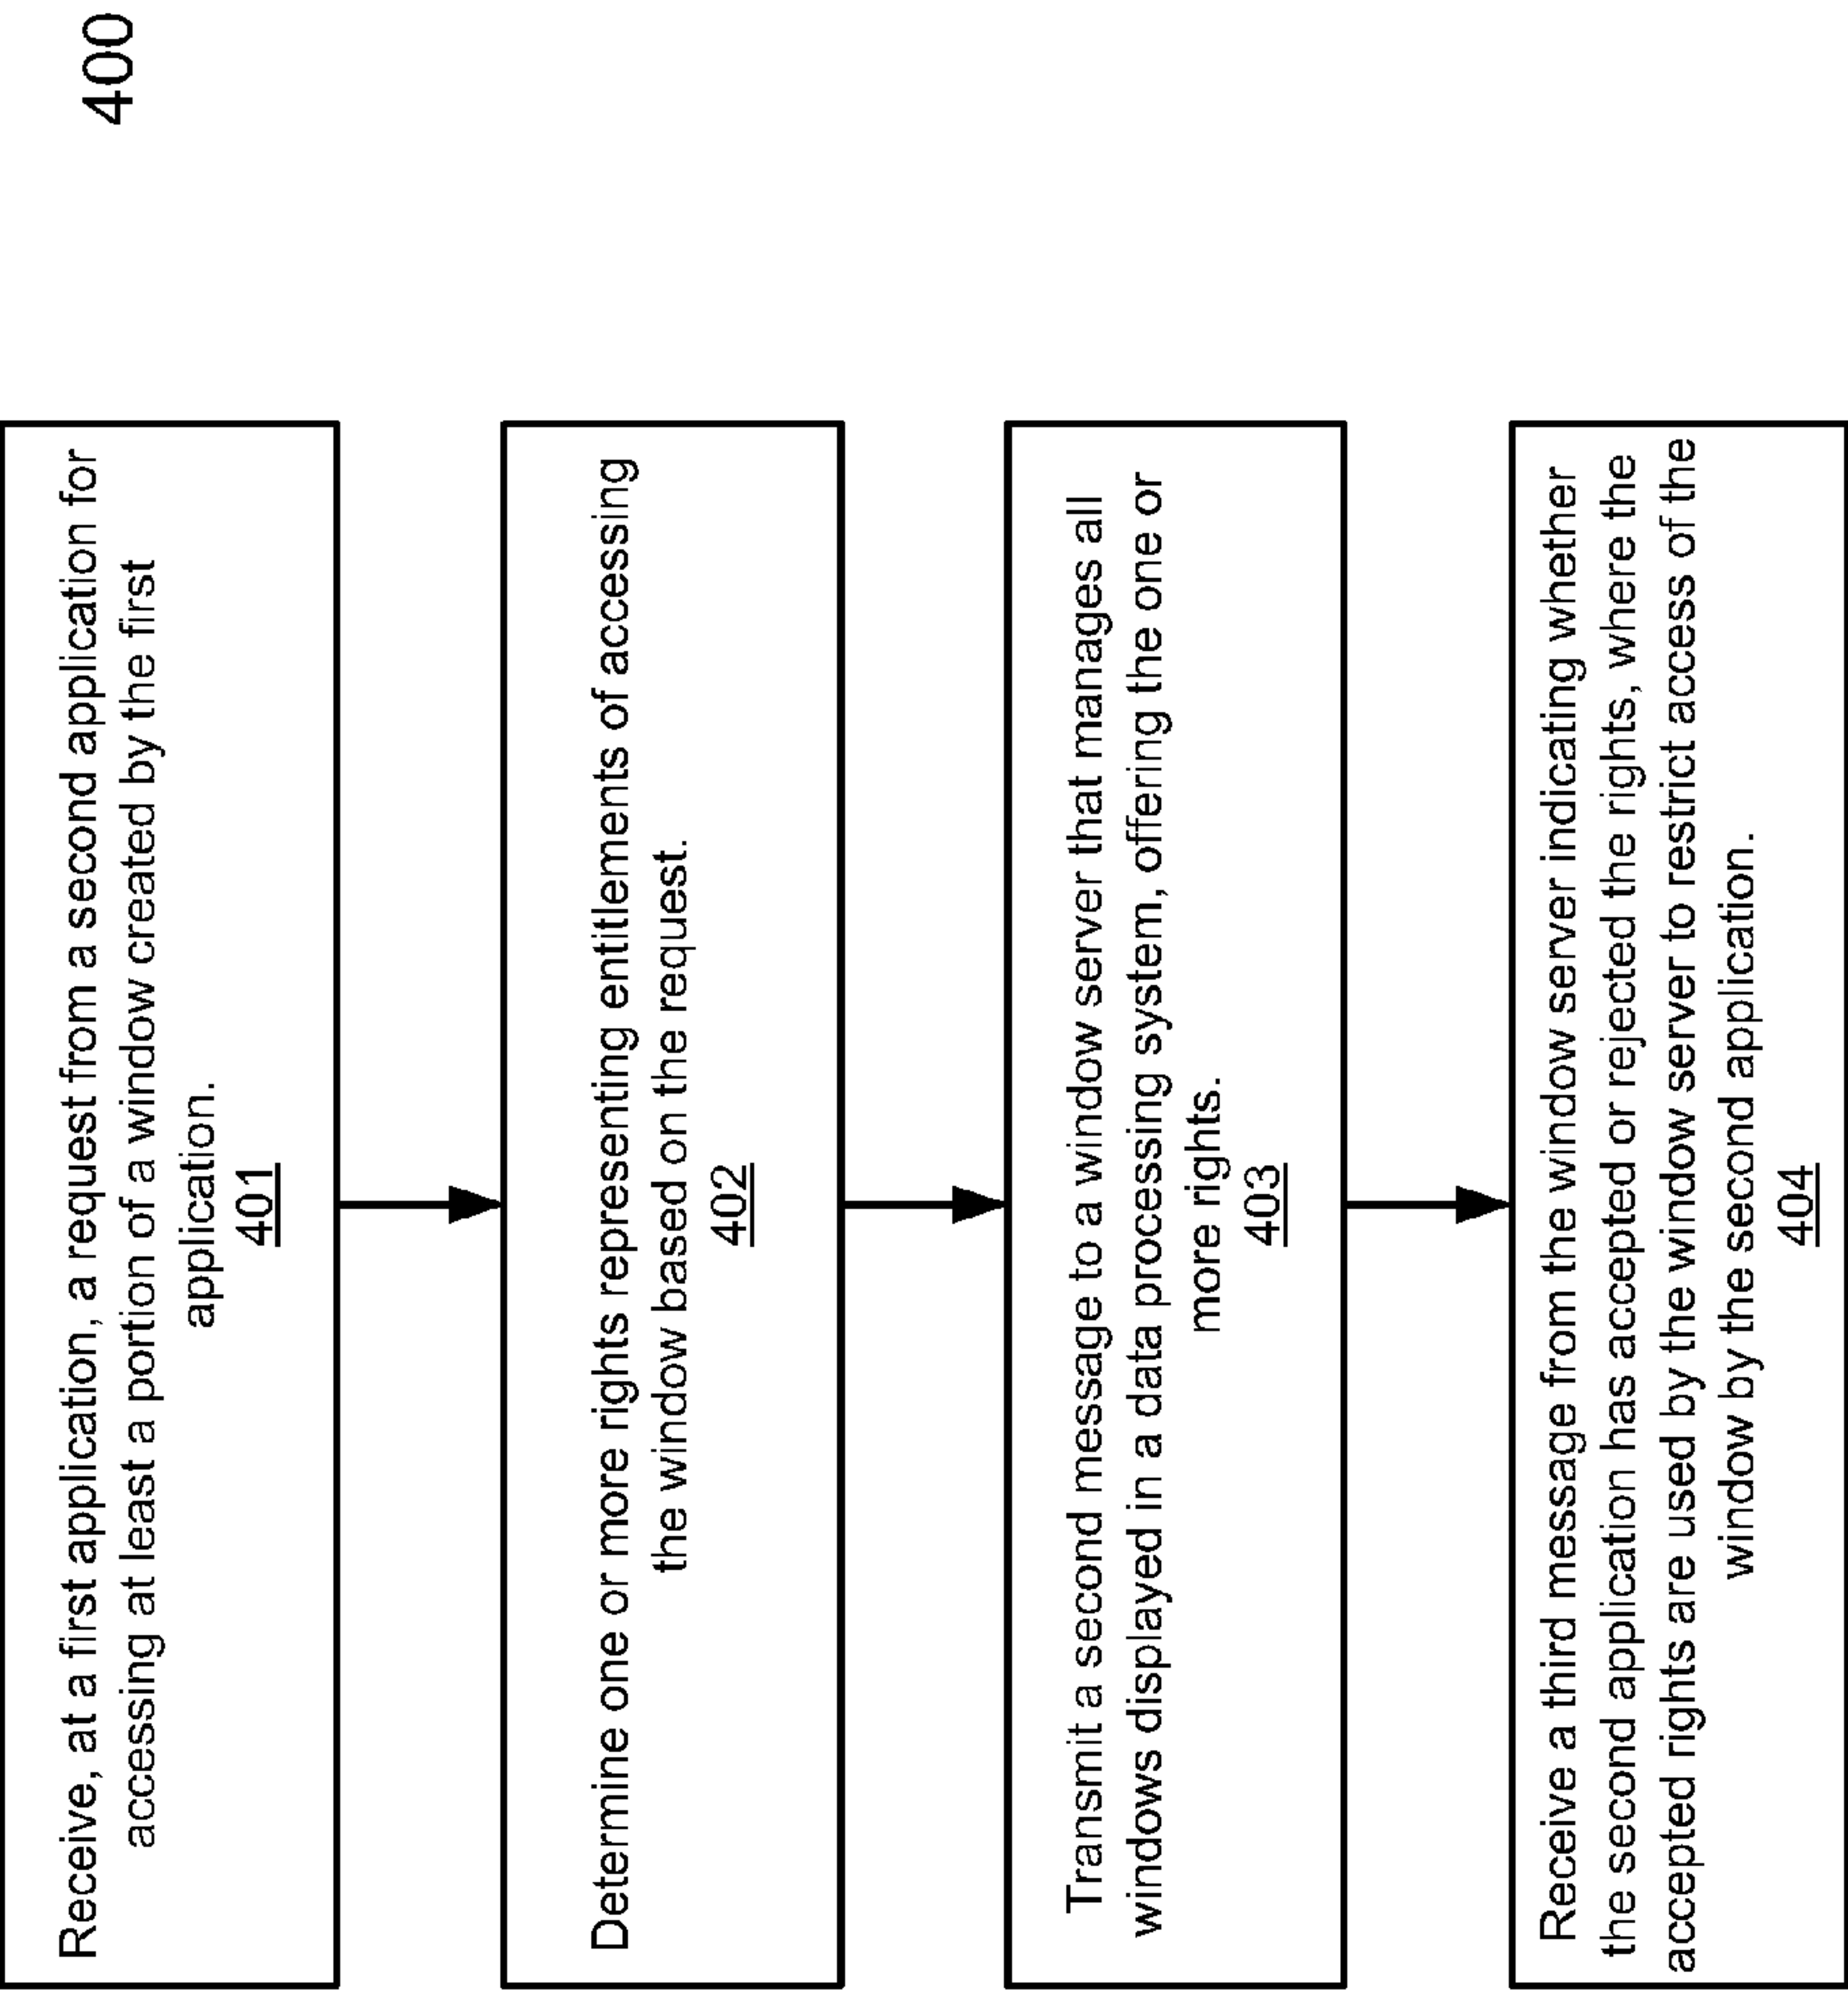 400
Receive, at a first application, a request from a second application for
accessing at least a portion of a window created by the first
application.
401
Determine one or more rights representing entitlements of accessing
the window based on the request.
402
Transmit a second message to a window server that manages all
windows displayed in a data processing system, offering the one or
more rights.
403
Receive a third message from the window server indicating whether
the second application has accepted or rejected the rights, where the
accepted rights are used by the window server to restrict access of the
window by the second application.
404